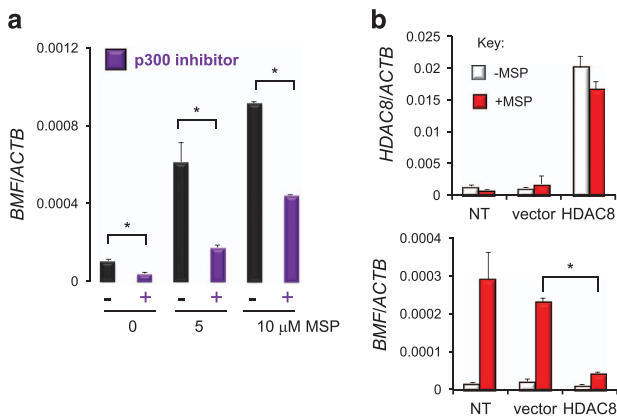 a
p300 inhibitor
BMF/ACTB
0.0012
0.0008
0.0004
0
*
*
*
- + - + - +
0 5 10 μM MSP
b
HDAC8/ACTB
0.025
0.02
0.015
0.01
0.005
0
Key:
-MSP
+MSP
NT vector HDAC8
BMF/ACTB
0.0004
0.0003
0.0002
0.0001
0
*
NT vector HDAC8